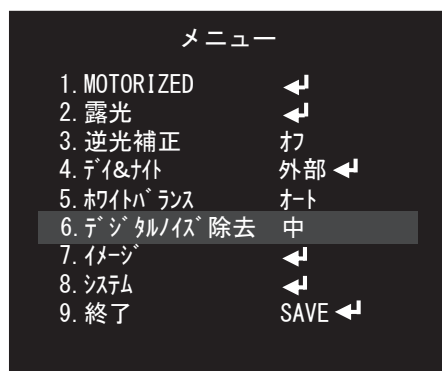 メニュー
1. MOTORIZED ↲
2. 露光 ↲
3. 逆光補正 ｵﾌ
4. ﾃﾞｲ&ﾅｲﾄ 外部 ↲
5. ﾎﾜｲﾄﾊﾞﾗﾝｽ ｵｰﾄ
6. ﾃﾞｼﾞﾀﾙﾉｲｽﾞ除去 中
7. ｲﾒｰｼﾞ ↲
8. ｼｽﾃﾑ ↲
9. 終了 SAVE ↲